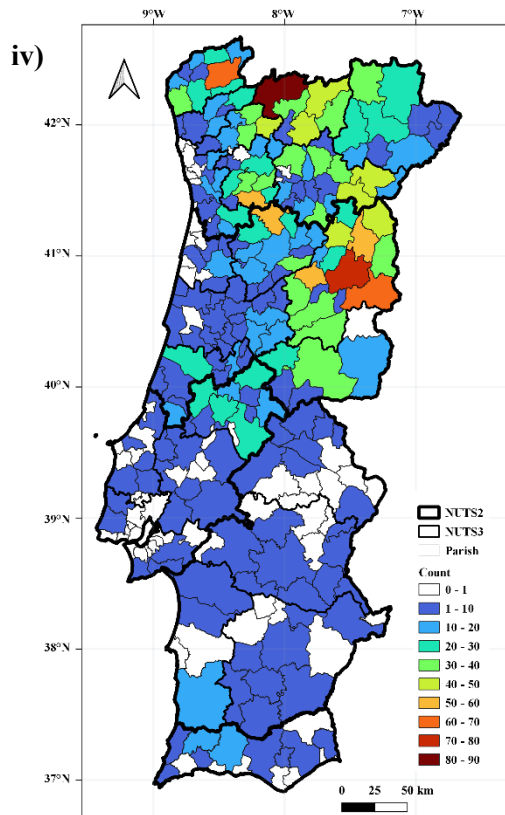 iv)
9°W 8°W 7°W
42°N
41°N
40°N
39°N
38°N
37°N
NUTS2
NUTS3
Parish
Count
0 - 1
1 - 10
10 - 20
20 - 30
30 - 40
40 - 50
50 - 60
60 - 70
70 - 80
80 - 90
0 25 50 km